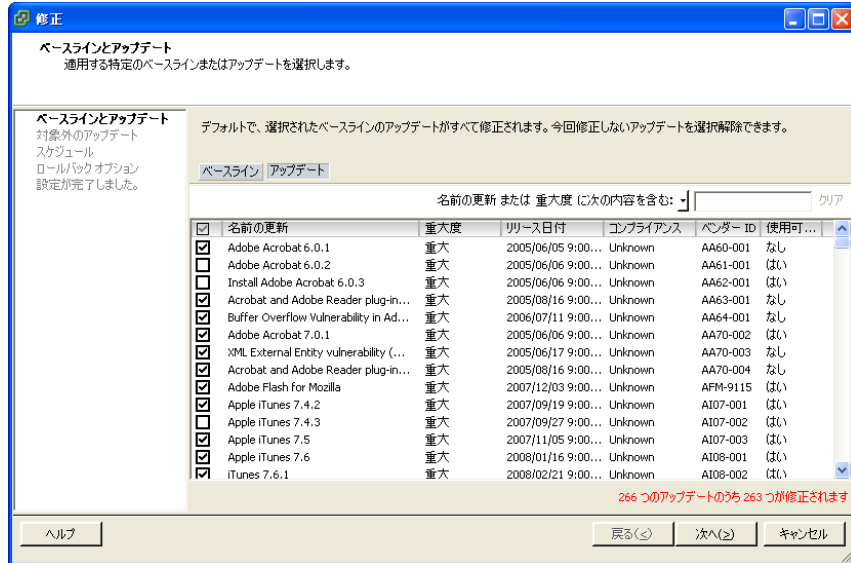 修正
ベースラインとアップデート
適用する特定のベースラインまたはアップデートを選択します。
ベースラインとアップデート
対象外のアップデート
スケジュール
ロールバック オプション
設定が完了しました。
デフォルトで、選択されたベースラインのアップデートがすべて修正されます。今回修正しないアップデートを選択解除できます。
ベースライン アップデート
名前の更新 または 重大度 に次の内容を含む: クリア
名前の更新 重大度 リリース日付 コンプライアンス ベンダー ID 使用可...
Adobe Acrobat 6.0.1 重大 2005/06/05 9:00... Unknown AA60-001 なし
Adobe Acrobat 6.0.2 重大 2005/06/06 9:00... Unknown AA61-001 はい
Install Adobe Acrobat 6.0.3 重大 2005/06/06 9:00... Unknown AA62-001 はい
Acrobat and Adobe Reader plug-in... 重大 2005/08/16 9:00... Unknown AA63-001 なし
Buffer Overflow Vulnerability in Ad... 重大 2006/07/11 9:00... Unknown AA64-001 なし
Adobe Acrobat 7.0.1 重大 2005/06/06 9:00... Unknown AA70-002 はい
XML External Entity vulnerability (... 重大 2005/06/17 9:00... Unknown AA70-003 なし
Acrobat and Adobe Reader plug-in... 重大 2005/08/16 9:00... Unknown AA70-004 なし
Adobe Flash for Mozilla 重大 2007/12/03 9:00... Unknown AFM-9115 はい
Apple iTunes 7.4.2 重大 2007/09/19 9:00... Unknown AI07-001 はい
Apple iTunes 7.4.3 重大 2007/09/27 9:00... Unknown AI07-002 はい
Apple iTunes 7.5 重大 2007/11/05 9:00... Unknown AI07-003 はい
Apple iTunes 7.6 重大 2008/01/16 9:00... Unknown AI08-001 はい
iTunes 7.6.1 重大 2008/02/21 9:00... Unknown AI08-002 はい
266 つのアップデートのうち 263 つが修正されます
ヘルプ 戻る(<) 次へ(>) キャンセル